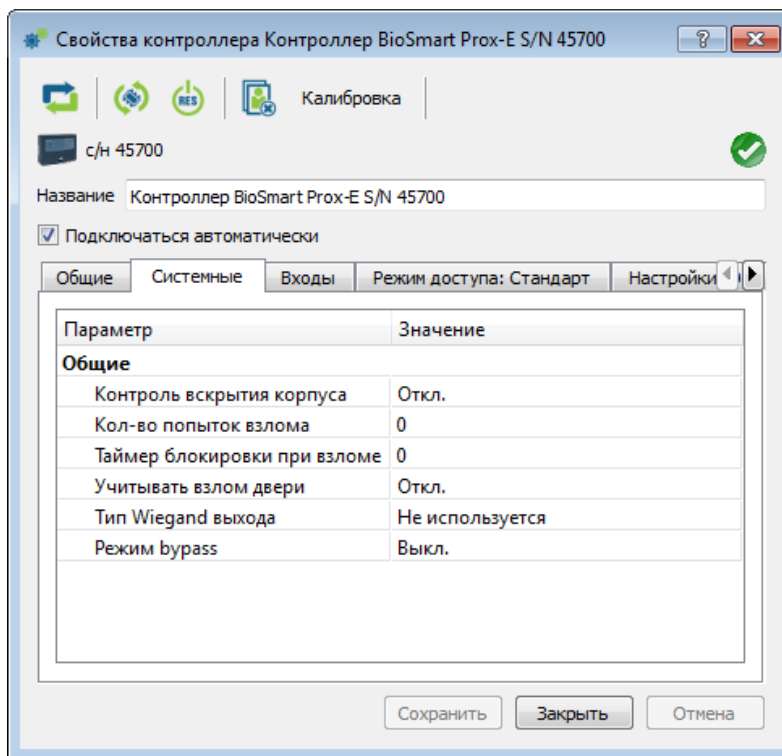 Свойства контроллера Контроллер BioSmart Prox-E S/N 45700
RES Калибровка
с/н 45700
Название Контроллер BioSmart Prox-E S/N 45700
Подключаться автоматически
Общие Системные Входы Режим доступа: Стандарт Настройки
Параметр Значение
Общие
Контроль вскрытия корпуса Откл.
Кол-во попыток взлома 0
Таймер блокировки при взломе 0
Учитывать взлом двери Откл.
Тип Wiegand выхода Не используется
Режим bypass Выкл.
Сохранить Закрыть Отмена